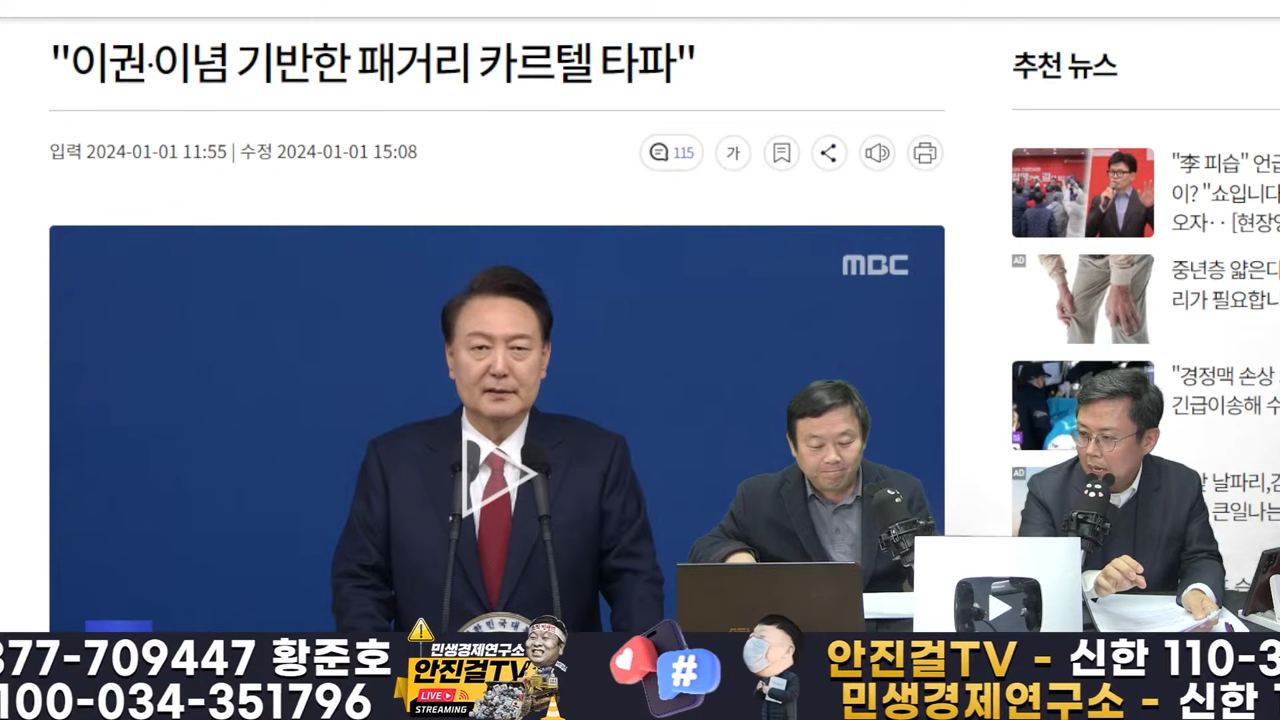 "이권·이념 기반한 패거리 카르텔 타파"
추천 뉴스
입력 2024-01-01 11:55 | 수정 2024-01-01 15:08
115
가
MBC
"李 피습" 언급
이? "쇼입니다
오자‥ [현장영
AD
중년층 얇은다
리가 필요합니
"경정맥 손상
긴급이송해 수
AD
날파리,
큰일나는
377-709447 황준호
100-034-351796
민생경제연구소
안진걸TV
LIVE
STREAMING
#
안진걸TV - 신한 110-3
민생경제연구소 - 신한